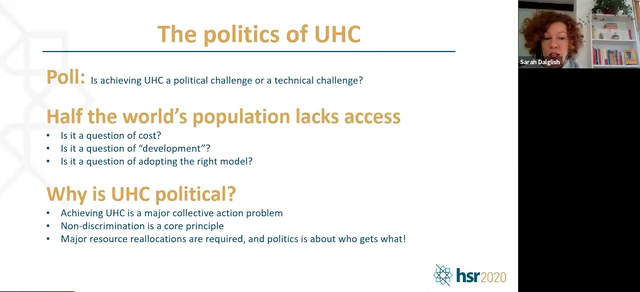 The politics of UHC
Poll: Is achieving UHC a political challenge or a technical challenge?
Half the world's population lacks access
• Is it a question of cost?
• Is it a question of "development"?
• Is it a question of adopting the right model?
Why is UHC political?
• Achieving UHC is a major collective action problem
• Non-discrimination is a core principle
• Major resource reallocations are required, and politics is about who gets what!
hsr2020
Sarah Dalglish